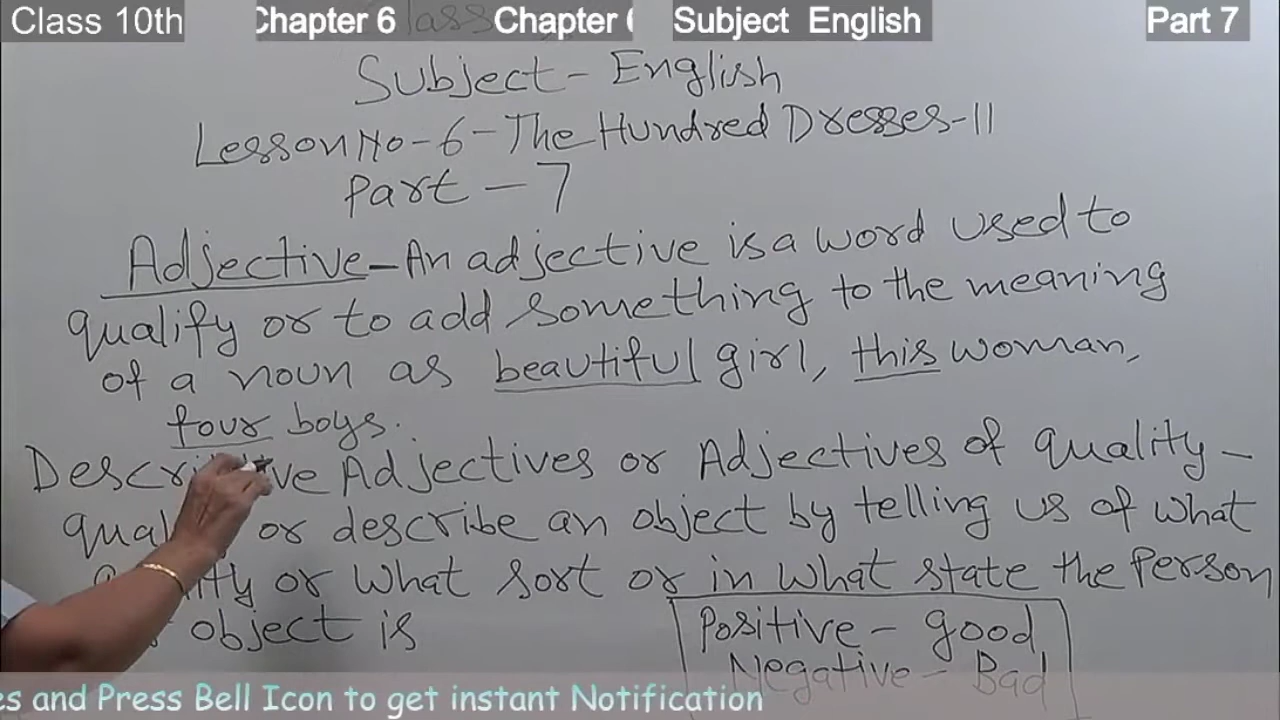 Class 10th Chapter 6 Chapter 6 Subject English Part 7
Subject - English
Lesson No - 6 - The Hundred Dresses - II
Part - 7
Adjective - An adjective is a word used to
qualify or to add something to the meaning
of a noun as beautiful girl, this woman,
four boys.
Descriptive Adjectives or Adjectives of quality -
or describe an object by telling us of what
or what sort or in what state the person
object is
Positive - good
Negative - Bad
and Press Bell Icon to get instant Notification